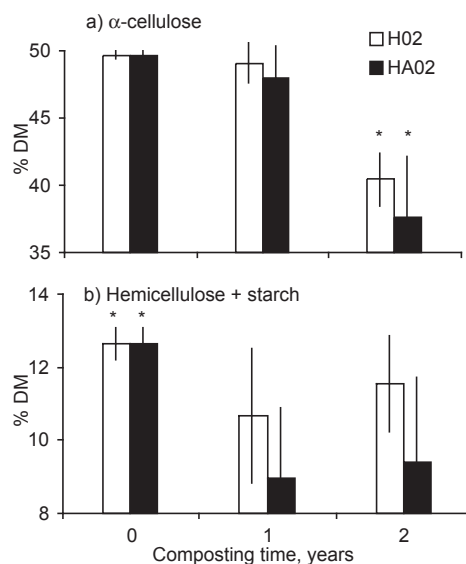 a) α-cellulose
50
45
40
35
% DM
H02
HA02
* *
b) Hemicellulose + starch
14
12
10
8
% DM
* *
0 1 2
Composting time, years